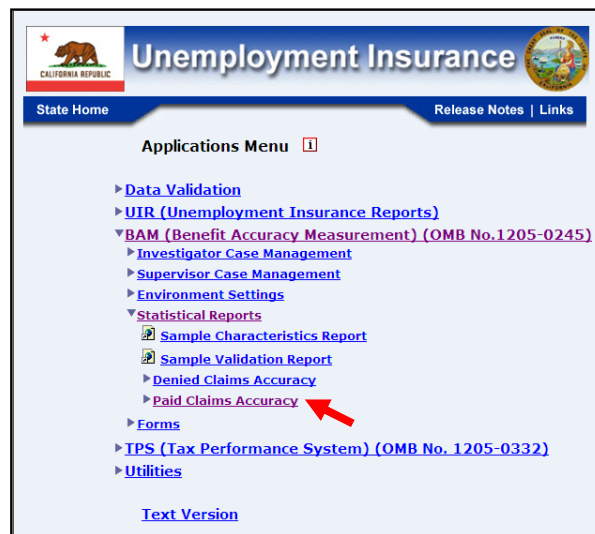 CALIFORNIA REPUBLIC
Unemployment Insurance
State Home
Release Notes | Links
Applications Menu i
Data Validation
UIR (Unemployment Insurance Reports)
BAM (Benefit Accuracy Measurement) (OMB No.1205-0245)
Investigator Case Management
Supervisor Case Management
Environment Settings
Statistical Reports
Sample Characteristics Report
Sample Validation Report
Denied Claims Accuracy
Paid Claims Accuracy
Forms
TPS (Tax Performance System) (OMB No. 1205-0332)
Utilities
Text Version